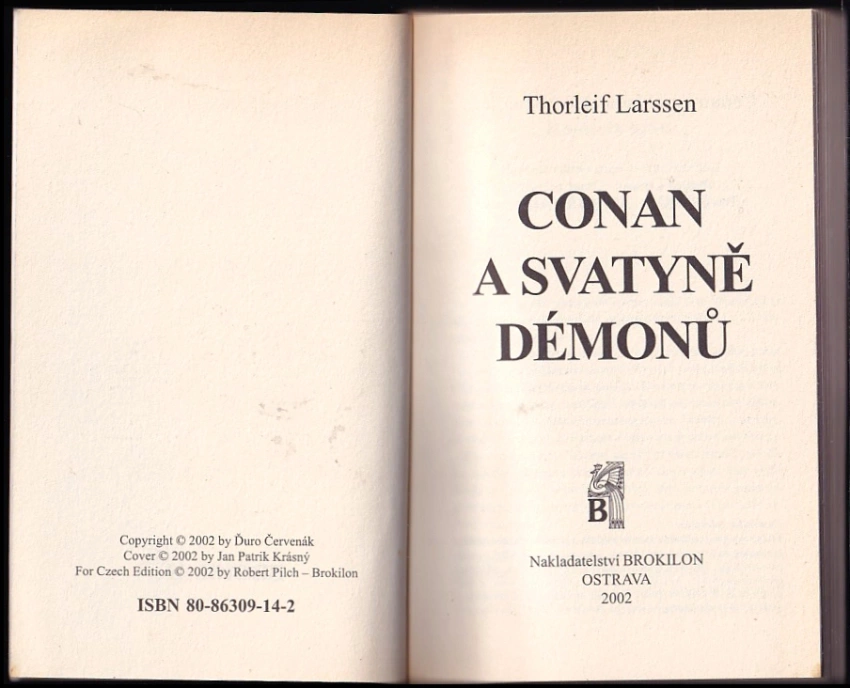 Copyright © 2002 by Ďuro Červenák
Cover © 2002 by Jan Patrik Krásný
For Czech Edition © 2002 by Robert Pilch – Brokilon
ISBN 80-86309-14-2
Thorleif Larssen
CONAN
A SVATYNĚ
DÉMONŮ
B
Nakladatelství BROKILON
OSTRAVA
2002